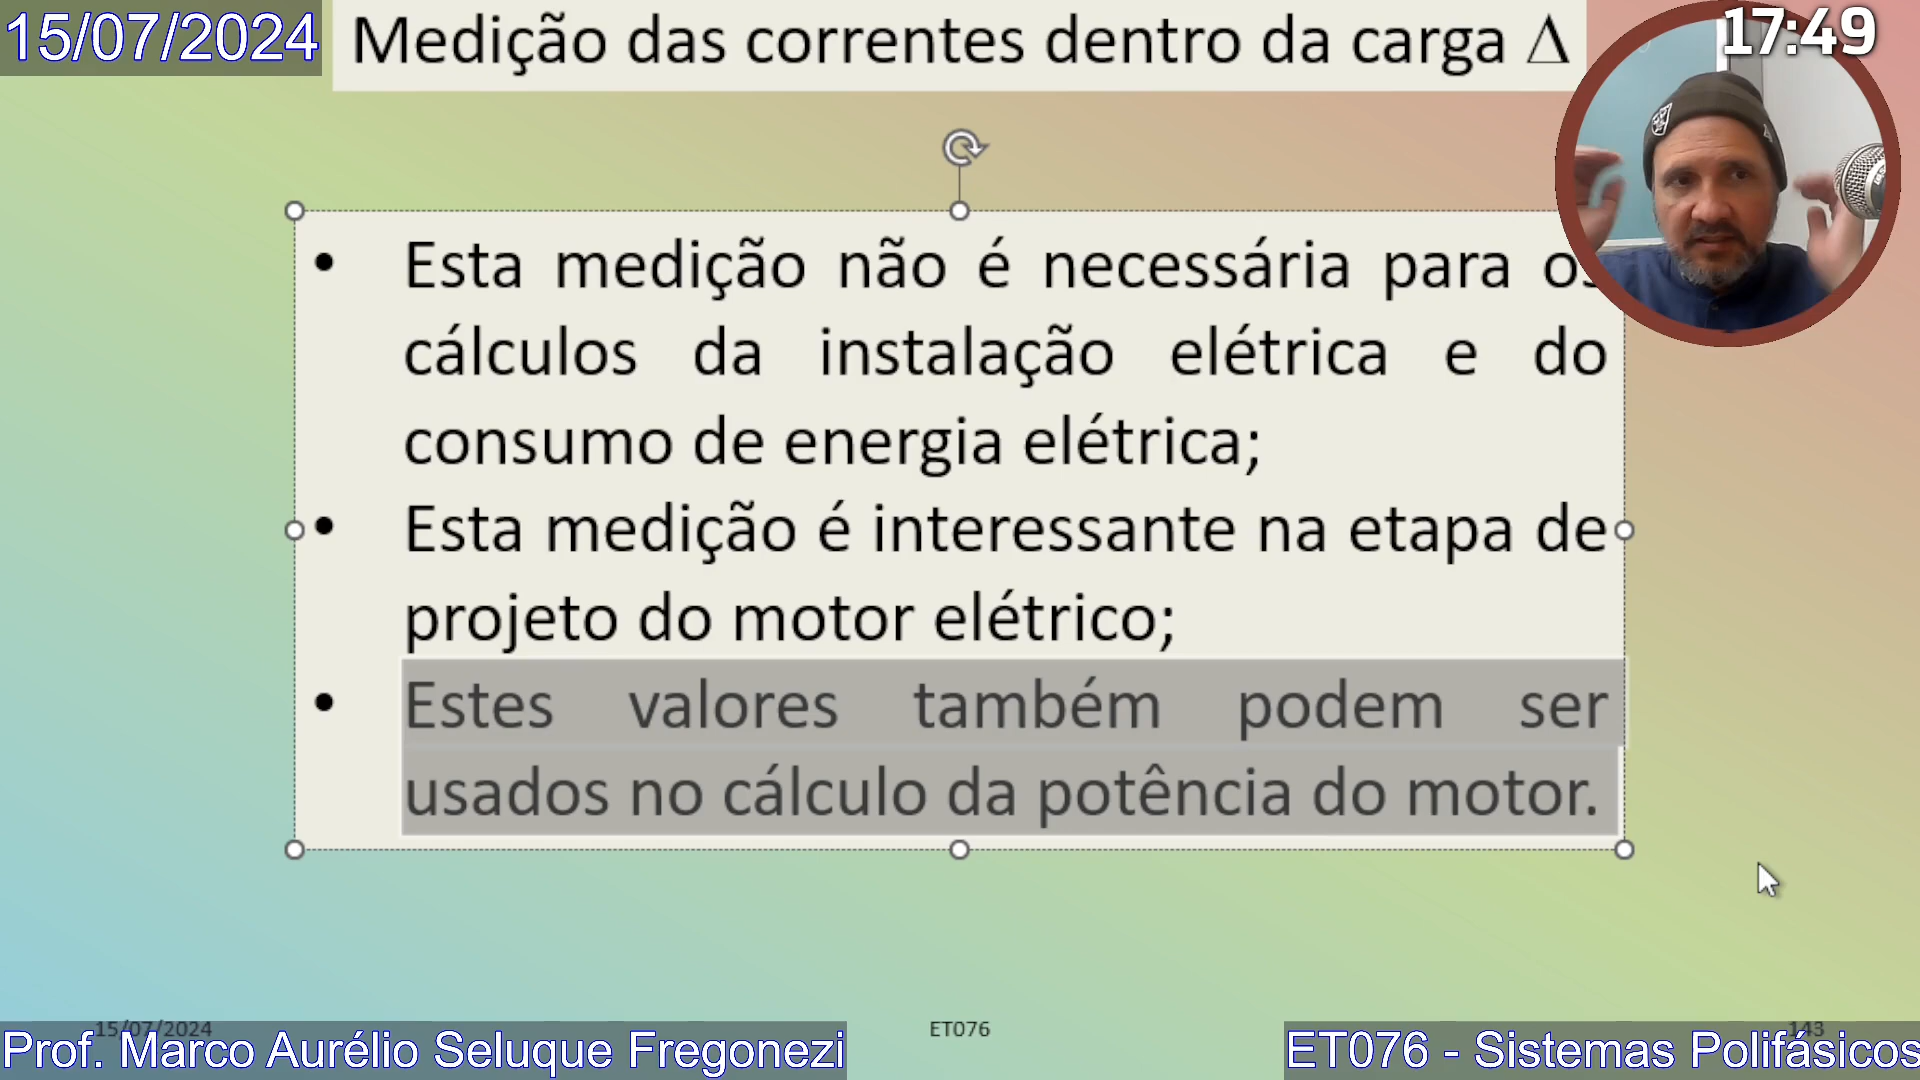 15/07/2024
Medição das correntes dentro da carga Δ
17:49
• Esta medição não é necessária para os
cálculos da instalação elétrica e do
consumo de energia elétrica;
• Esta medição é interessante na etapa de
projeto do motor elétrico;
• Estes valores também podem ser
usados no cálculo da potência do motor.
15/07/2024
ET076
143
Prof. Marco Aurélio Seluque Fregonezi
ET076 - Sistemas Polifásicos